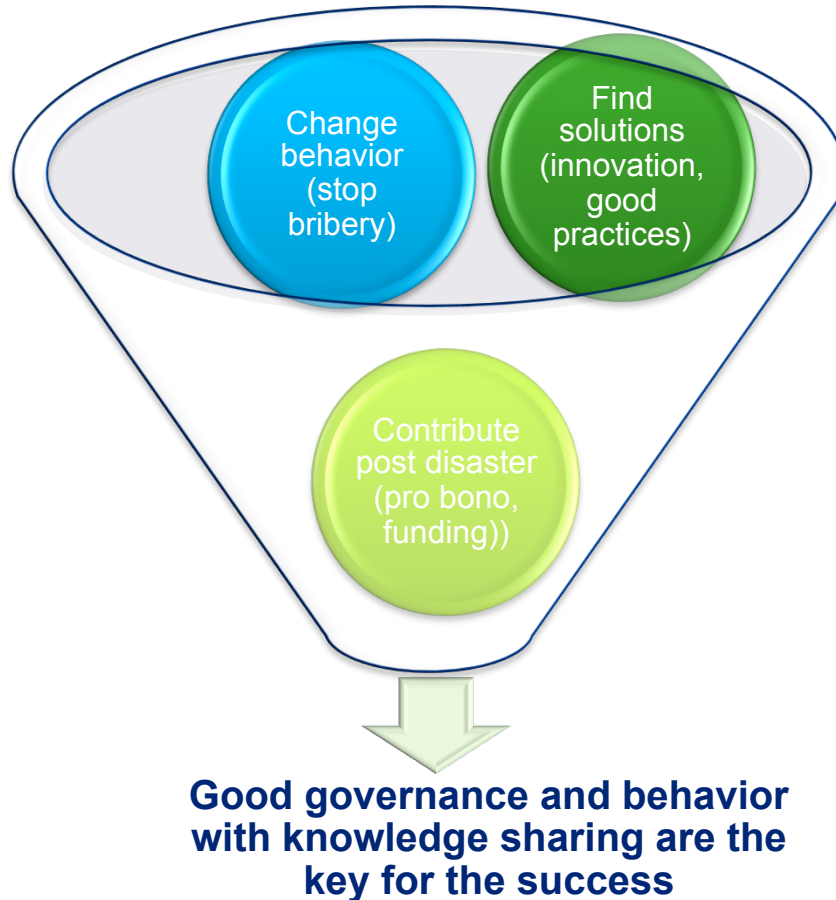 Change
behavior
(stop
bribery)
Find
solutions
(innovation,
good
practices)
Contribute
post disaster
(pro bono,
funding))
Good governance and behavior
with knowledge sharing are the
key for the success